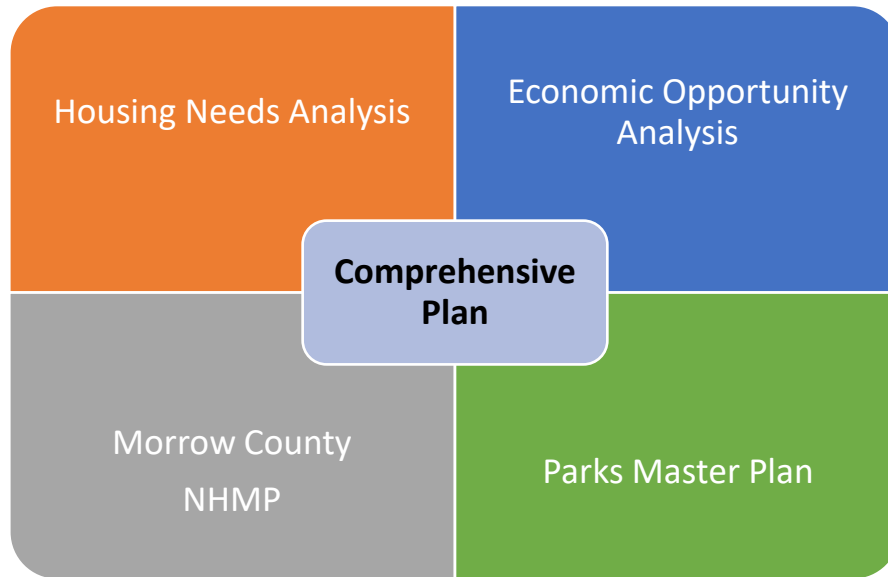 Housing Needs Analysis
Economic Opportunity
Analysis
Comprehensive
Plan
Morrow County
NHMP
Parks Master Plan